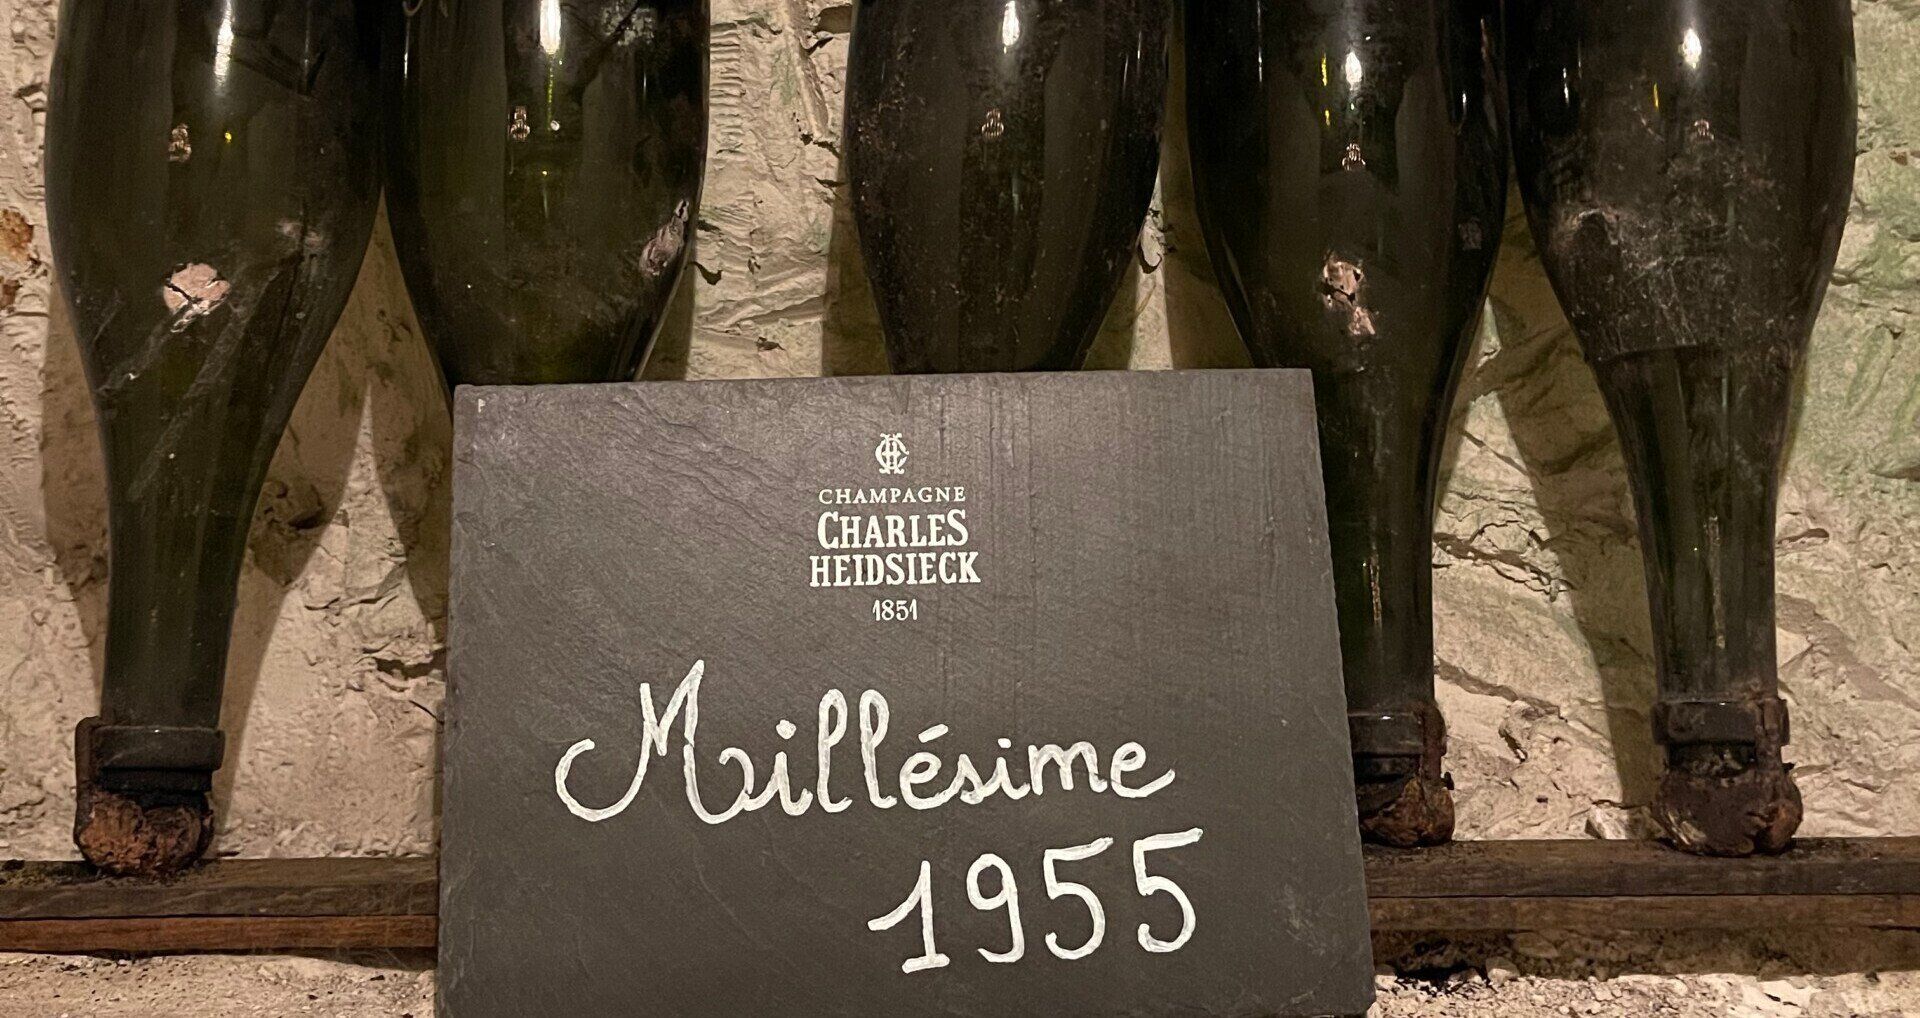 CHAMPAGNE
CHARLES
HEIDSIECK
1851
Millésime
1955